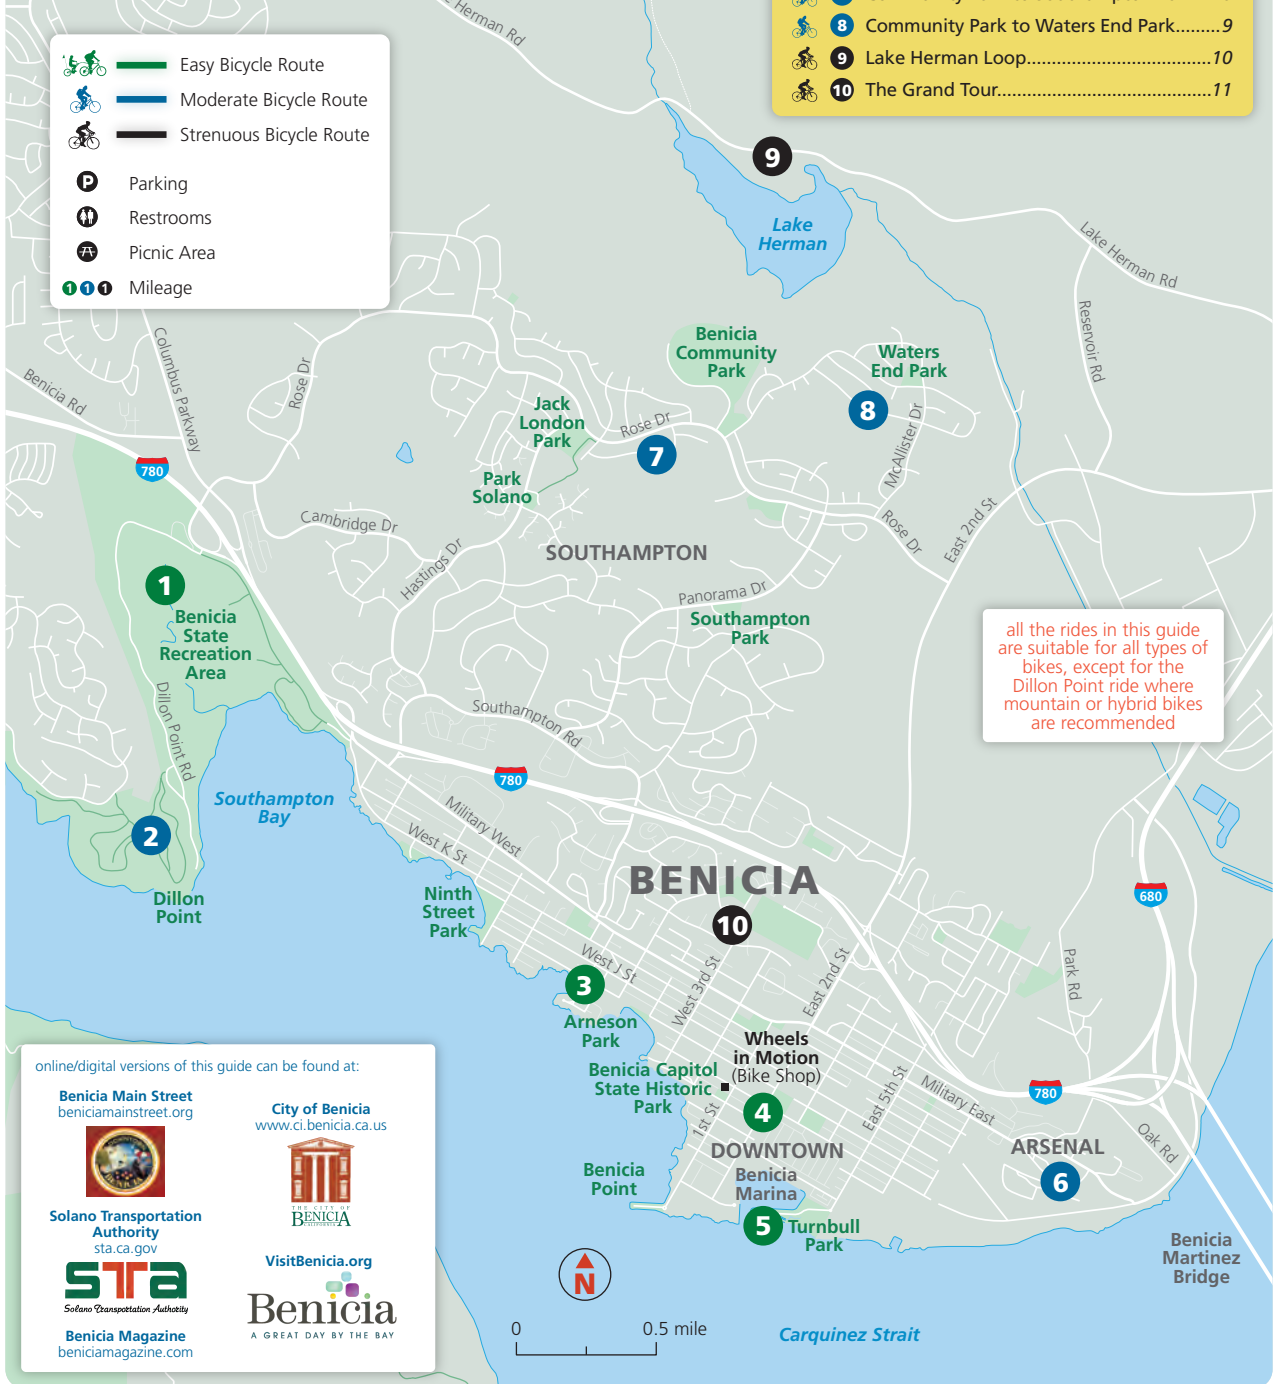 8 Community Park to Waters End Park.........9
9 Lake Herman Loop....................................10
10 The Grand Tour.........................................11
Easy Bicycle Route
Moderate Bicycle Route
Strenuous Bicycle Route
P Parking
Restrooms
Picnic Area
1 1 1 Mileage
Herman Rd
9
Lake
Herman
Lake Herman Rd
Reservoir Rd
Columbus Parkway
Rose Dr
Benicia Rd
780
Benicia
Community
Park
Waters
End Park
8
McAllister Dr
Jack
London
Park
Rose Dr
7
Park
Solano
Cambridge Dr
Hastings Dr
SOUTHAMPTON
Rose Dr
East 2nd St
Panorama Dr
Southampton
Park
1
Benicia
State
Recreation
Area
Dillon Point Rd
all the rides in this guide
are suitable for all types of
bikes, except for the
Dillon Point ride where
mountain or hybrid bikes
are recommended
Southampton Rd
780
Southampton
Bay
2
Dillon
Point
Military West
West K St
BENICIA
10
680
Ninth
Street
Park
West J St
3
Arneson
Park
West 3rd St
East 2nd St
Park Rd
Wheels
in Motion
(Bike Shop)
Benicia Capitol
State Historic
Park
4
1st St
East 5th St
Military East
780
DOWNTOWN
ARSENAL
6
Oak Rd
Benicia
Point
Benicia
Marina
5
Turnbull
Park
Benicia
Martinez
Bridge
N
0 0.5 mile
Carquinez Strait
online/digital versions of this guide can be found at:
Benicia Main Street
beniciamainstreet.org
City of Benicia
www.ci.benicia.ca.us
THE CITY OF
BENICIA
CALIFORNIA
Solano Transportation
Authority
sta.ca.gov
STA
Solano Transportation Authority
VisitBenicia.org
Benicia
A GREAT DAY BY THE BAY
Benicia Magazine
beniciamagazine.com